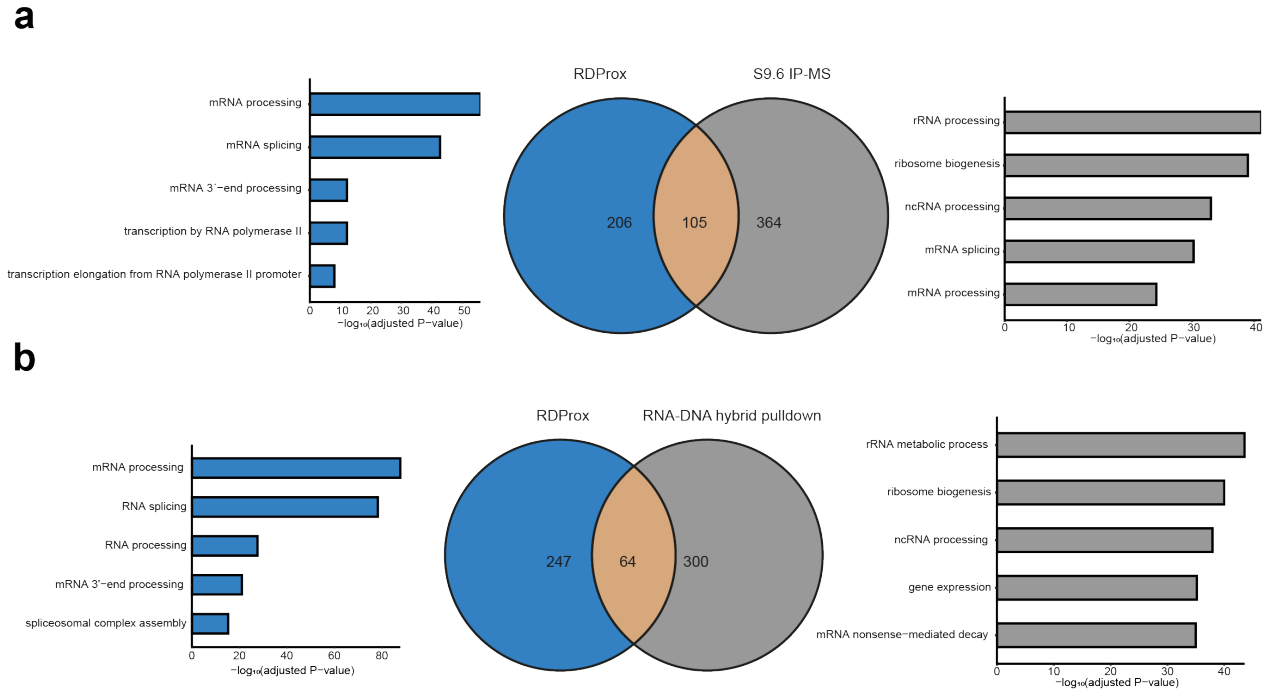 a
RDProx
S9.6 IP-MS
mRNA processing
mRNA splicing
mRNA 3´−end processing
transcription by RNA polymerase II
transcription elongation from RNA polymerase II promoter
0 10 20 30 40 50
−log₁₀(adjusted P−value)
206 105 364
rRNA processing
ribosome biogenesis
ncRNA processing
mRNA splicing
mRNA processing
0 10 20 30 40
−log₁₀(adjusted P−value)
b
RDProx
RNA-DNA hybrid pulldown
mRNA processing
RNA splicing
RNA processing
mRNA 3'−end processing
spliceosomal complex assembly
0 20 40 60 80
−log₁₀(adjusted P−value)
247 64 300
rRNA metabolic process
ribosome biogenesis
ncRNA processing
gene expression
mRNA nonsense−mediated decay
0 10 20 30 40
−log₁₀(adjusted P−value)